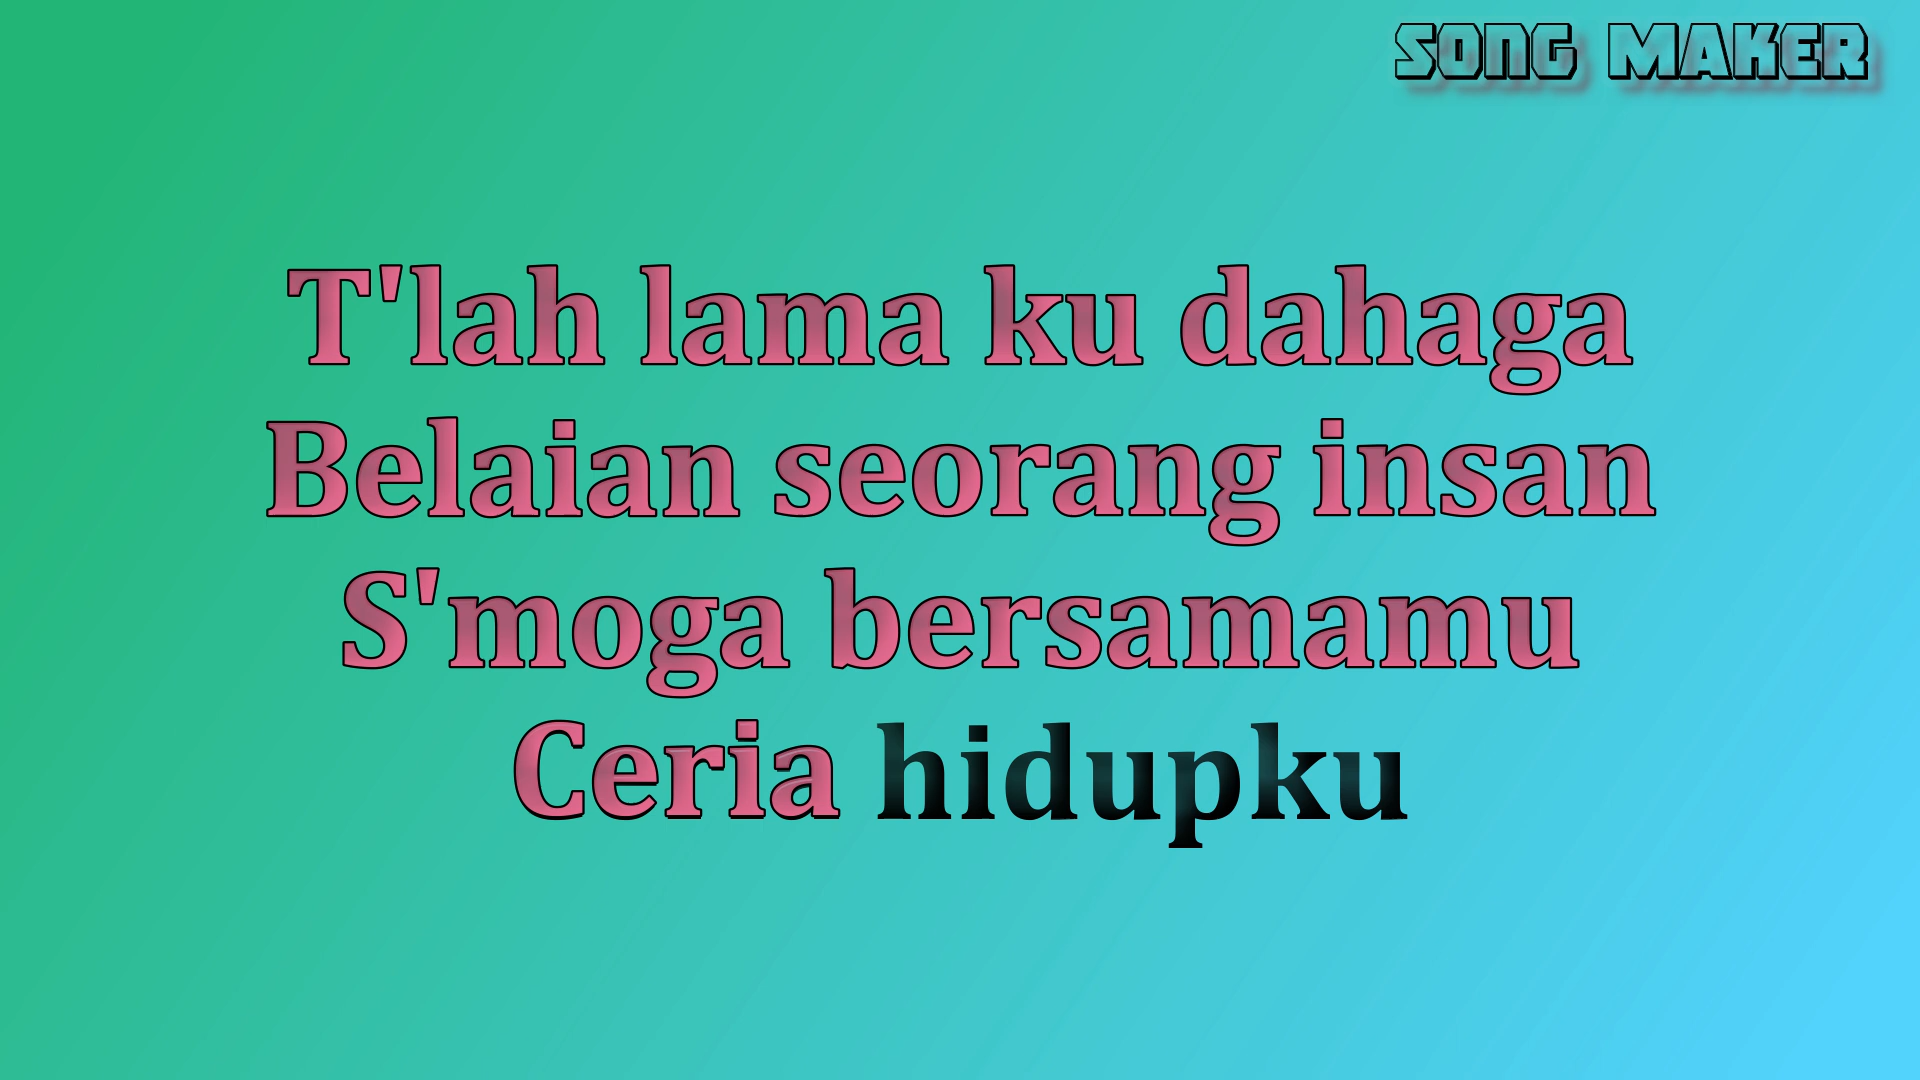 SONG MAKER
T'lah lama ku dahaga
Belaian seorang insan
S'moga bersamamu
Ceria hidupku